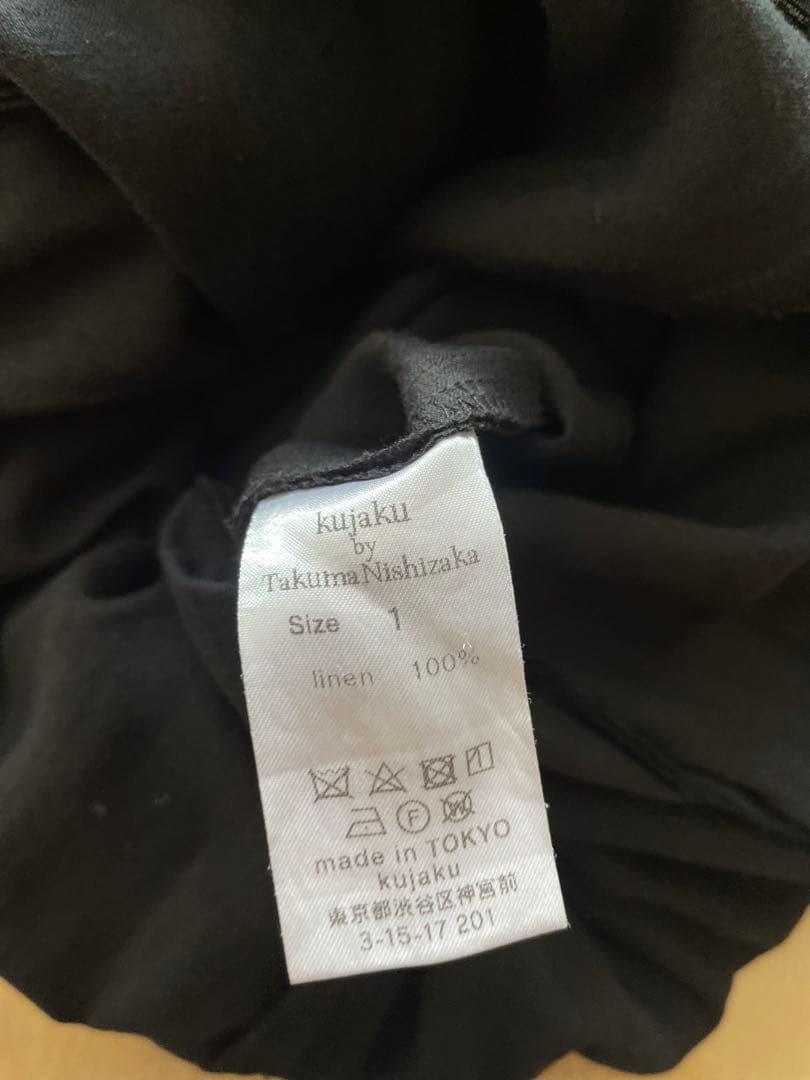 kujaku
by
Takuma Nishizaka
Size 1
linen 100%
F W
made in TOKYO
kujaku
東京都渋谷区神宮前
3-15-17 201